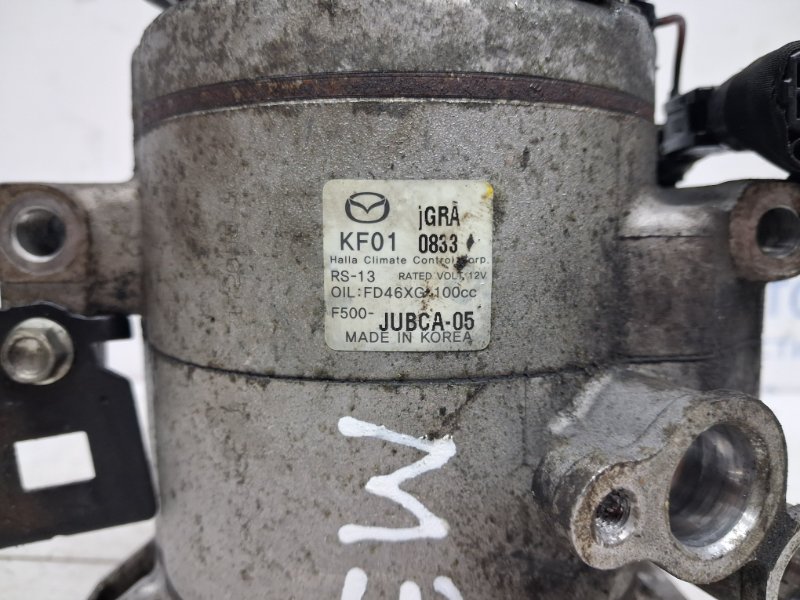 jGRA
KF01 0833
Halla Climate Control Corp.
RS-13 RATED VOLT. 12V
OIL:FD46XG 100cc
F500-JUBCA-05
MADE IN KOREA